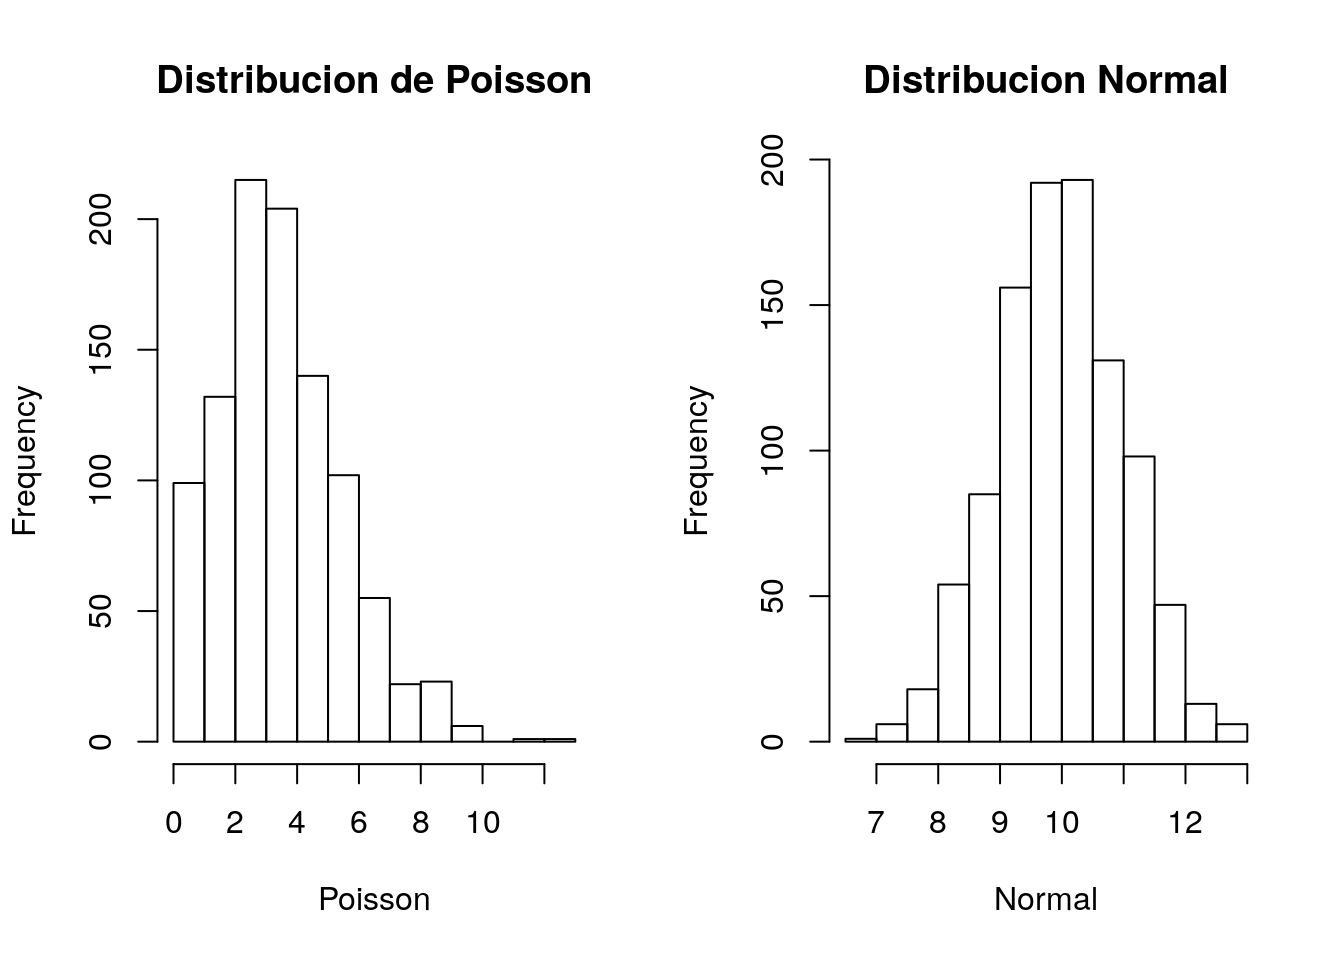 Distribucion de Poisson
Frequency
0 50 100 150 200
0 2 4 6 8 10
Poisson
Distribucion Normal
Frequency
0 50 100 150 200
7 8 9 10 12
Normal